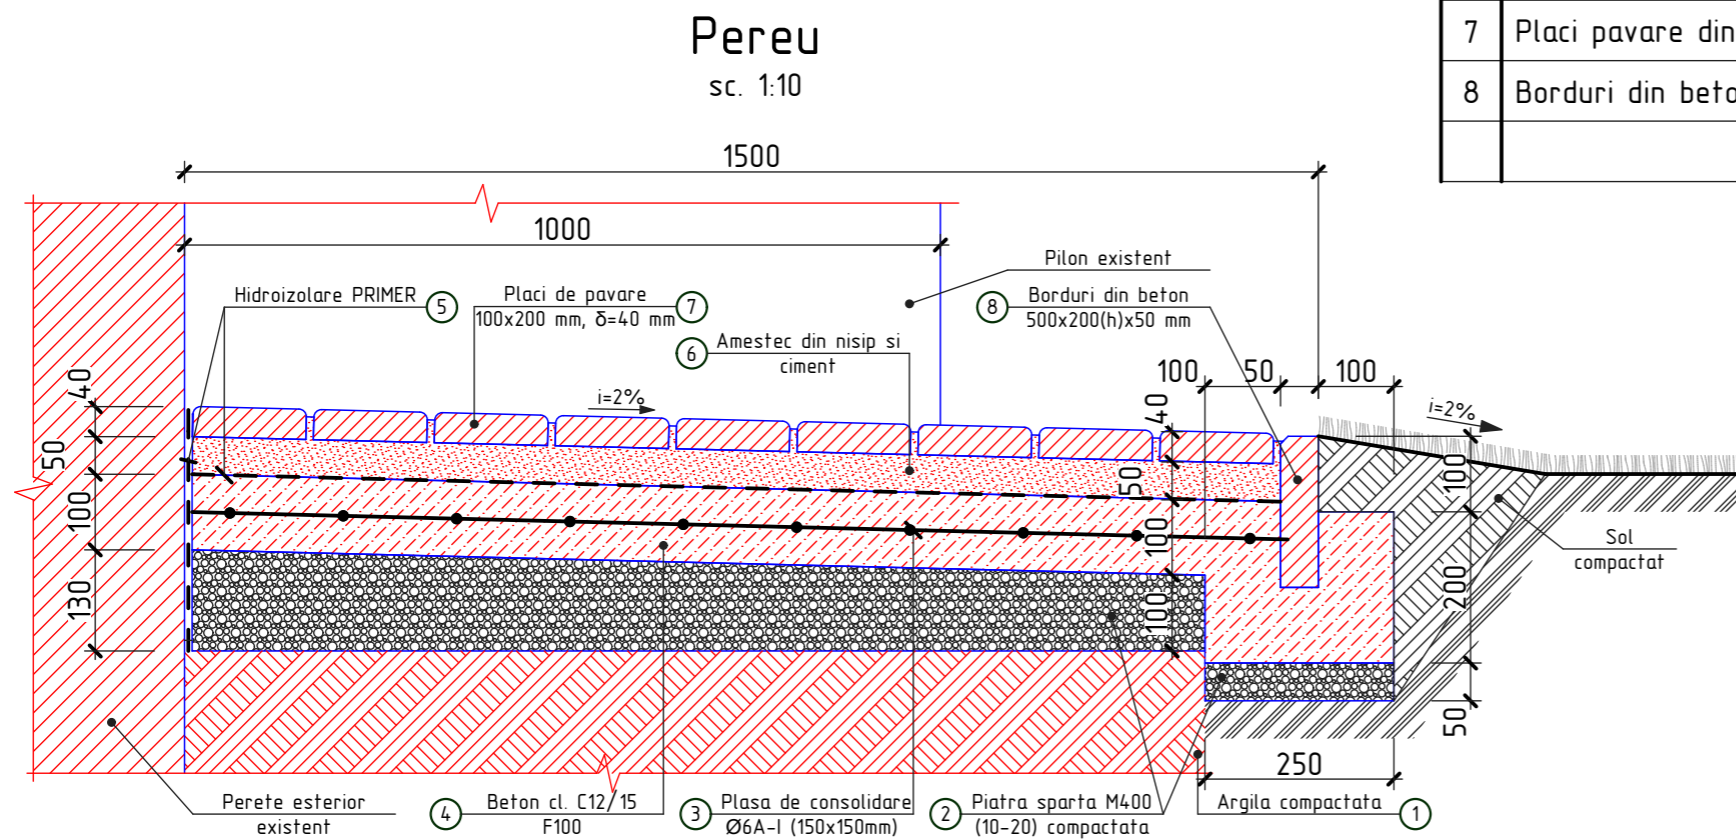 Pereu
sc. 1:10
7 Placi pavare din
8 Borduri din beto
1500
1000
Pilon existent
Hidroizolare PRIMER 5
Placi de pavare 7
100x200 mm, δ=40 mm
8 Borduri din beton
500x200(h)x50 mm
6 Amestec din nisip si
ciment
100 50 100
i=2%
i=2%
40
50
100
130
40
50
100
100
100
200
50
Sol
compactat
250
Perete esterior
existent
4 Beton cl. C12/15
F100
3 Plasa de consolidare
Ø6A-I (150x150mm)
2 Piatra sparta M400
(10-20) compactata
Argila compactata 1